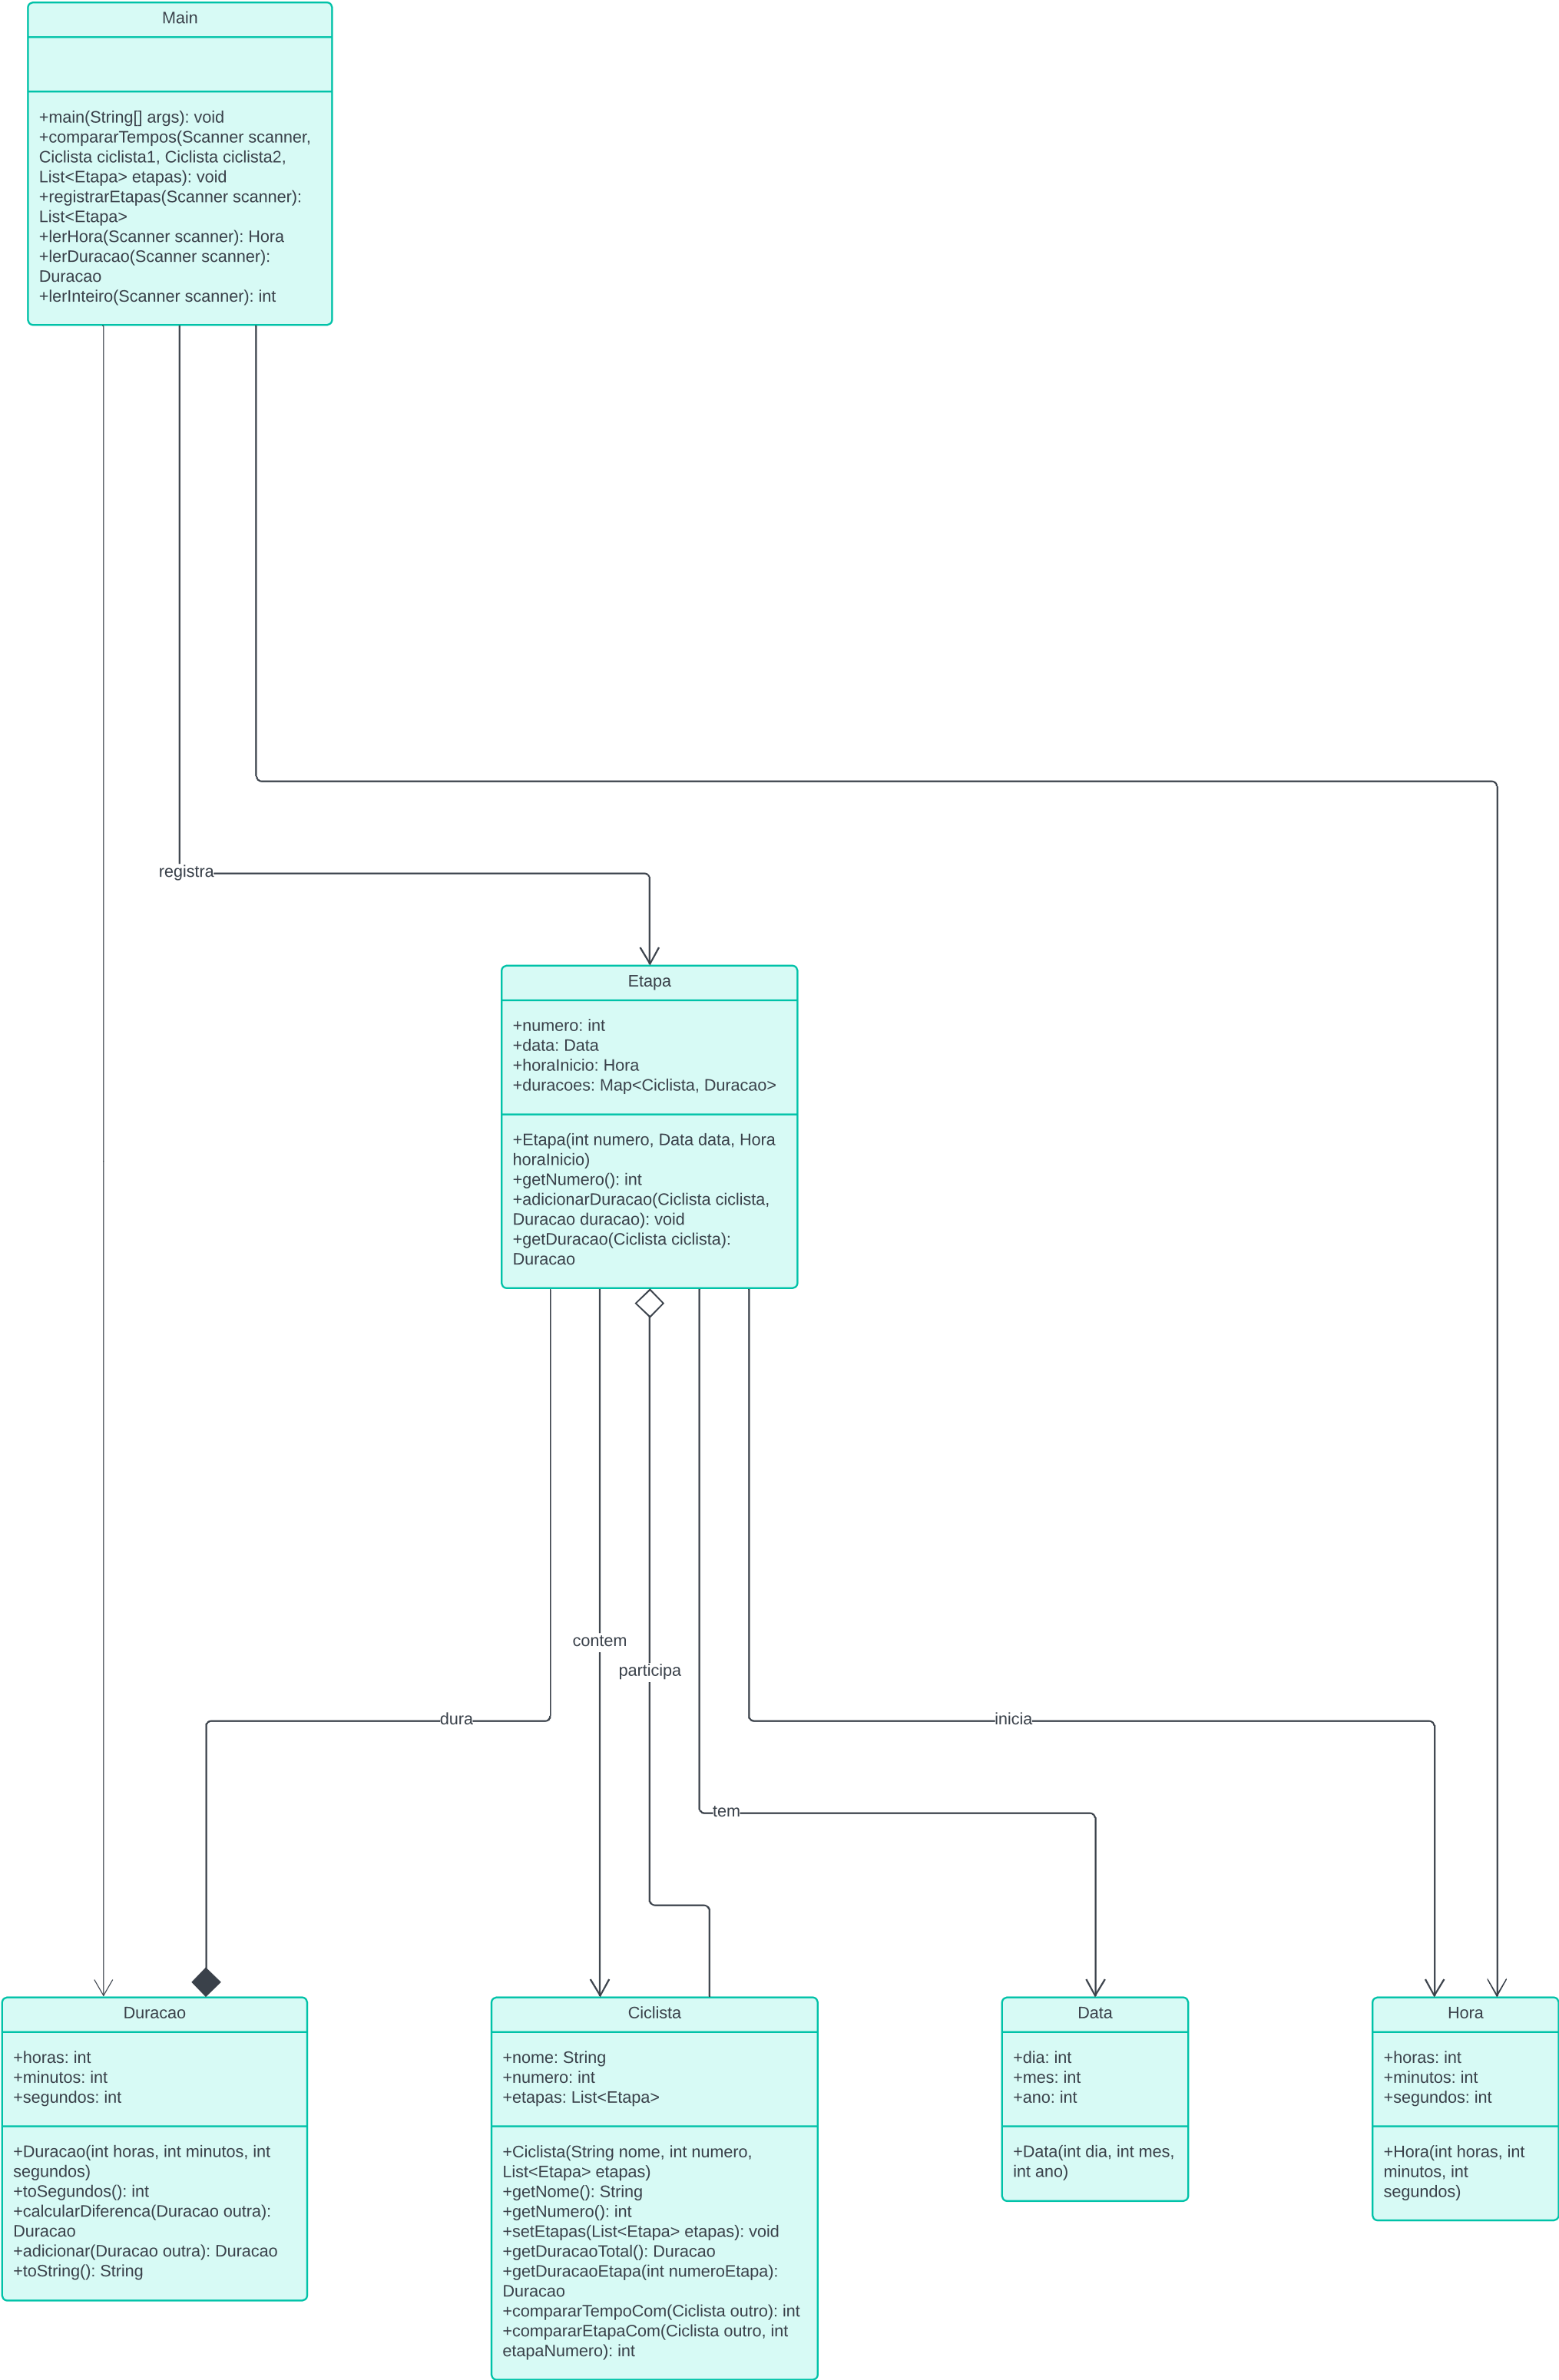 Main
+main(String[] args): void
+compararTempos(Scanner scanner,
Ciclista ciclista1, Ciclista ciclista2,
List<Etapa> etapas): void
+registrarEtapas(Scanner scanner):
List<Etapa>
+lerHora(Scanner scanner): Hora
+lerDuracao(Scanner scanner):
Duracao
+lerInteiro(Scanner scanner): int
registra
Etapa
+numero: int
+data: Data
+horaInicio: Hora
+duracoes: Map<Ciclista, Duracao>
+Etapa(int numero, Data data, Hora
horaInicio)
+getNumero(): int
+adicionarDuracao(Ciclista ciclista,
Duracao duracao): void
+getDuracao(Ciclista ciclista):
Duracao
contem
participa
dura
inicia
tem
Duracao
+horas: int
+minutos: int
+segundos: int
+Duracao(int horas, int minutos, int
segundos)
+toSegundos(): int
+calcularDiferenca(Duracao outra):
Duracao
+adicionar(Duracao outra): Duracao
+toString(): String
Ciclista
+nome: String
+numero: int
+etapas: List<Etapa>
+Ciclista(String nome, int numero,
List<Etapa> etapas)
+getNome(): String
+getNumero(): int
+setEtapas(List<Etapa> etapas): void
+getDuracaoTotal(): Duracao
+getDuracaoEtapa(int numeroEtapa):
Duracao
+compararTempoCom(Ciclista outro): int
+compararEtapaCom(Ciclista outro, int
etapaNumero): int
Data
+dia: int
+mes: int
+ano: int
+Data(int dia, int mes,
int ano)
Hora
+horas: int
+minutos: int
+segundos: int
+Hora(int horas, int
minutos, int
segundos)